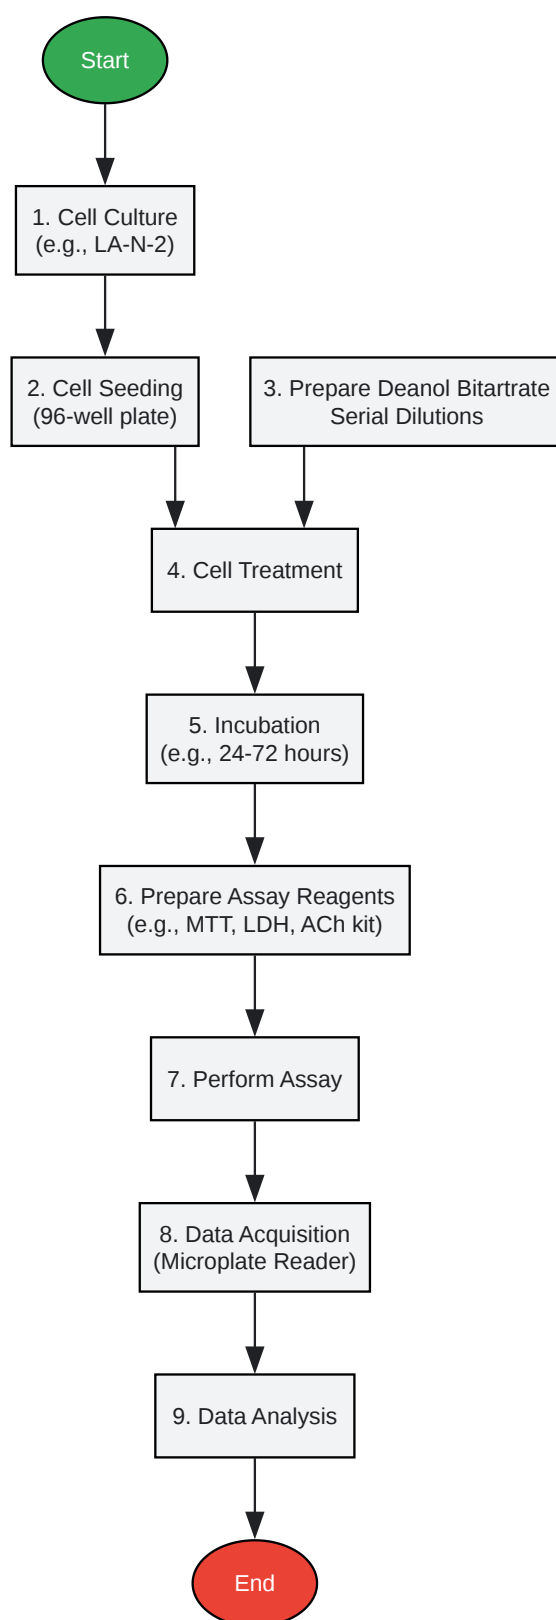 Start
1. Cell Culture
(e.g., LA-N-2)
2. Cell Seeding
(96-well plate)
3. Prepare Deanol Bitartrate
Serial Dilutions
4. Cell Treatment
5. Incubation
(e.g., 24-72 hours)
6. Prepare Assay Reagents
(e.g., MTT, LDH, ACh kit)
7. Perform Assay
8. Data Acquisition
(Microplate Reader)
9. Data Analysis
End